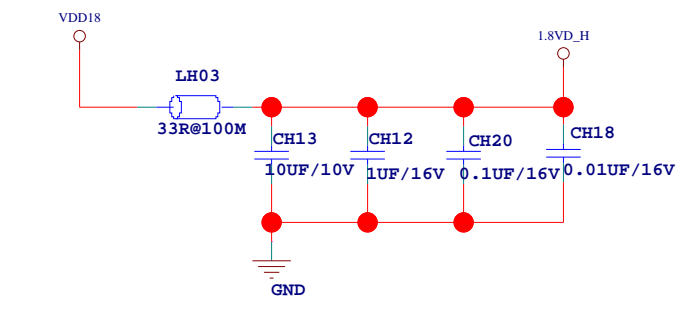 VDD18
1.8VD_H
LH03
33R@100M
CH13
10UF/10V
CH12
1UF/16V
CH20
0.1UF/16V
CH18
0.01UF/16V
GND